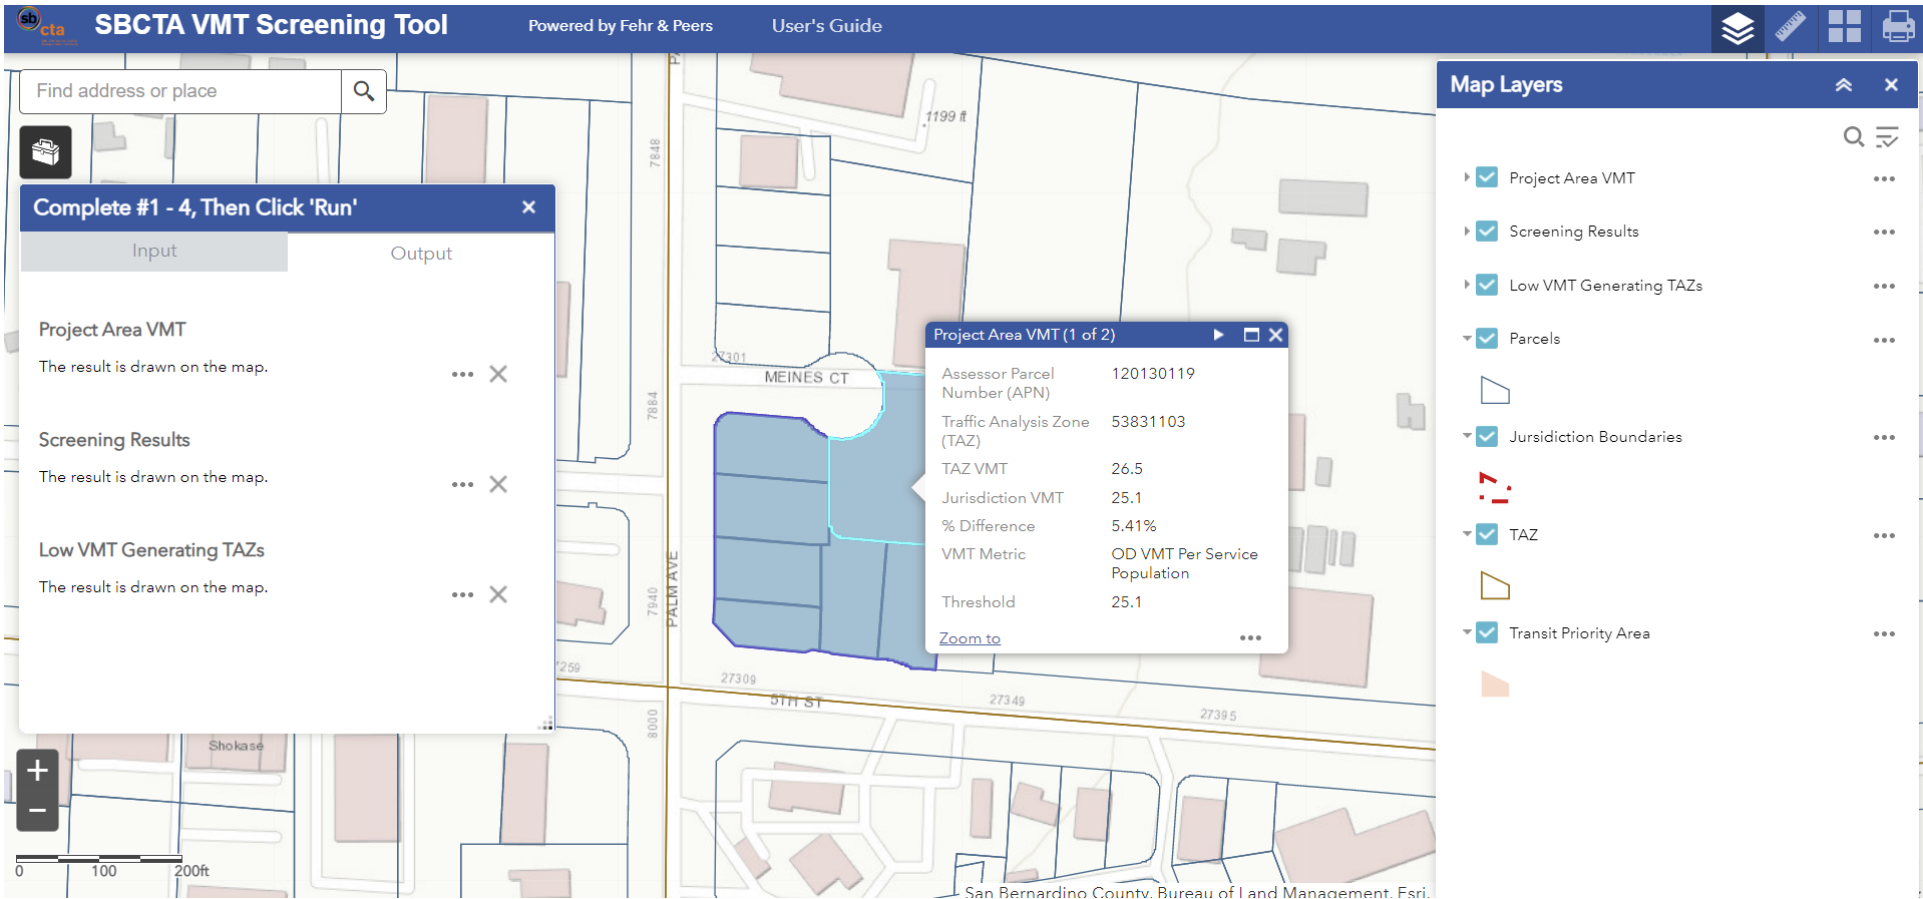 sb
cta
SBCTA VMT Screening Tool
Powered by Fehr & Peers
User's Guide
Find address or place
Complete #1 - 4, Then Click 'Run'
Input
Output
Project Area VMT
The result is drawn on the map.
Screening Results
The result is drawn on the map.
Low VMT Generating TAZs
The result is drawn on the map.
1199 ft
7848
27301
MEINES CT
7884
7940
PALM AVE
27309
5TH ST
27349
27395
8000
Shokase
Project Area VMT (1 of 2)
Assessor Parcel
Number (APN)
120130119
Traffic Analysis Zone
(TAZ)
53831103
TAZ VMT
26.5
Jurisdiction VMT
25.1
% Difference
5.41%
VMT Metric
OD VMT Per Service
Population
Threshold
25.1
Zoom to
Map Layers
Project Area VMT
Screening Results
Low VMT Generating TAZs
Parcels
Jursidiction Boundaries
TAZ
Transit Priority Area
+
−
0 100 200ft
San Bernardino County, Bureau of Land Management, Esri,